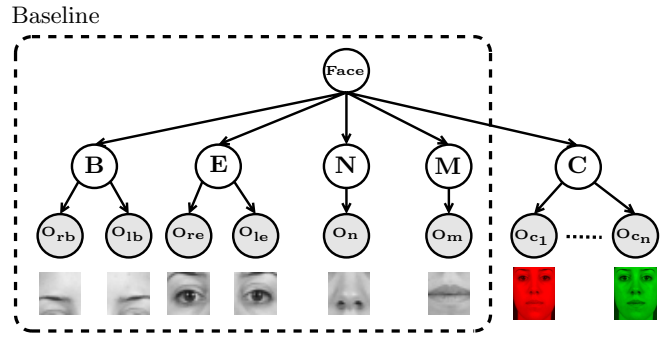 Baseline
Face
B E N M C
O_rb O_lb O_re O_le O_n O_m O_c1 ...... O_cn